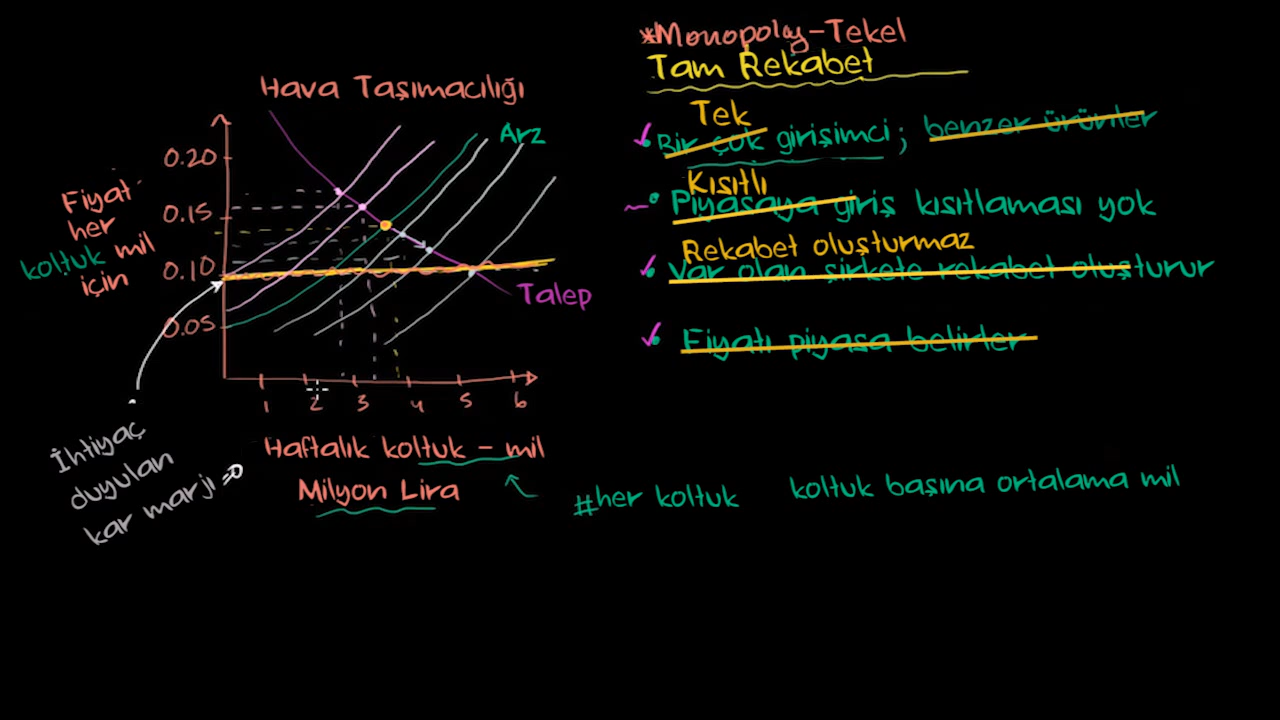 *Monopoly-Tekel
Tam Rekabet
Hava Taşımacılığı
Tek
Bir çok girişimci; benzer ürünler
Arz
0.20
Kısıtlı
Piyasaya giriş kısıtlaması yok
Fiyat
her
koltuk mil
için
0.15
Rekabet oluşturmaz
Var olan şirkete rekabet oluşturur
0.10
Talep
0.05
Fiyatı piyasa belirler
1 2 3 4 5 6
İhtiyaç
duyulan
kar marjı
Haftalık koltuk - mil
Milyon Lira
#her koltuk koltuk başına ortalama mil